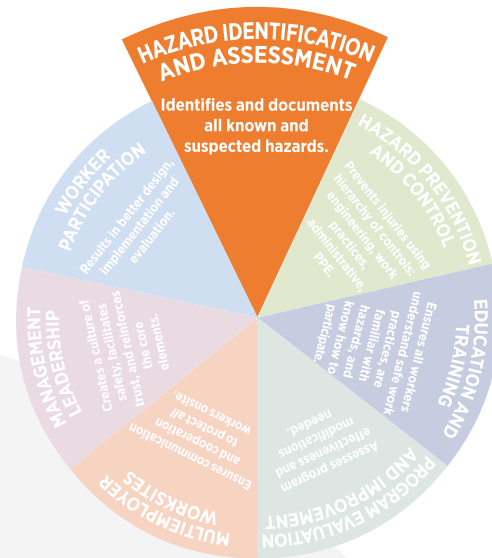 HAZARD IDENTIFICATION
AND ASSESSMENT
Identifies and documents
all known and
suspected hazards.
HAZARD PREVENTION
AND CONTROL
Prevents injuries using
hierarchy of controls:
engineering, work
practices,
administrative,
PPE.
EDUCATION AND
TRAINING
Ensures all workers
understand safe work
practices, are
familiar with
hazards, and
know how to
participate.
PROGRAM EVALUATION
AND IMPROVEMENT
Assesses program
effectiveness and
modifications
needed.
MULTIEMPLOYER
WORKSITES
Ensures communication
and cooperation
to protect all
workers onsite.
MANAGEMENT
LEADERSHIP
Creates a culture of
safety, facilitates
trust, and reinforces
the core
elements.
WORKER
PARTICIPATION
Results in better design,
implementation and
evaluation.